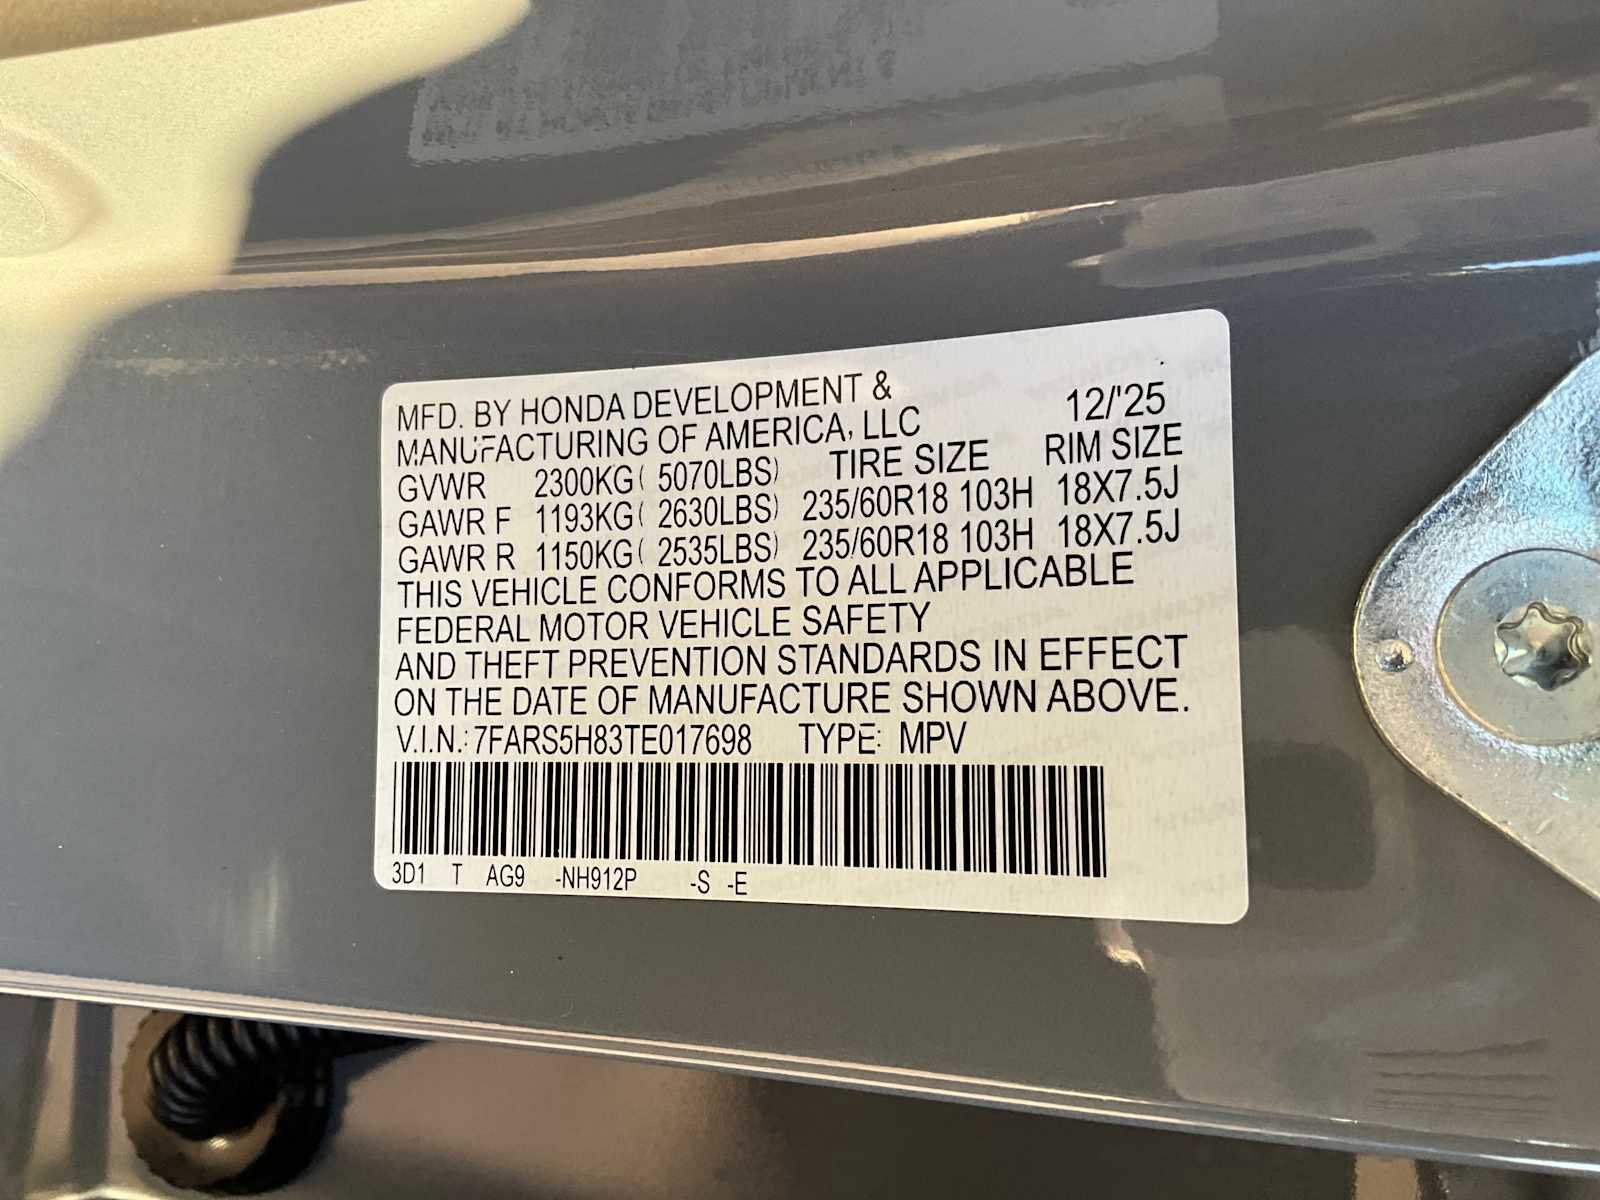 MFD. BY HONDA DEVELOPMENT &
MANUFACTURING OF AMERICA, LLC 12/'25
GVWR 2300KG( 5070LBS) TIRE SIZE RIM SIZE
GAWR F 1193KG( 2630LBS) 235/60R18 103H 18X7.5J
GAWR R 1150KG( 2535LBS) 235/60R18 103H 18X7.5J
THIS VEHICLE CONFORMS TO ALL APPLICABLE
FEDERAL MOTOR VEHICLE SAFETY
AND THEFT PREVENTION STANDARDS IN EFFECT
ON THE DATE OF MANUFACTURE SHOWN ABOVE.
V.I.N.: 7FARS5H83TE017698 TYPE: MPV
3D1 T AG9 -NH912P -S -E